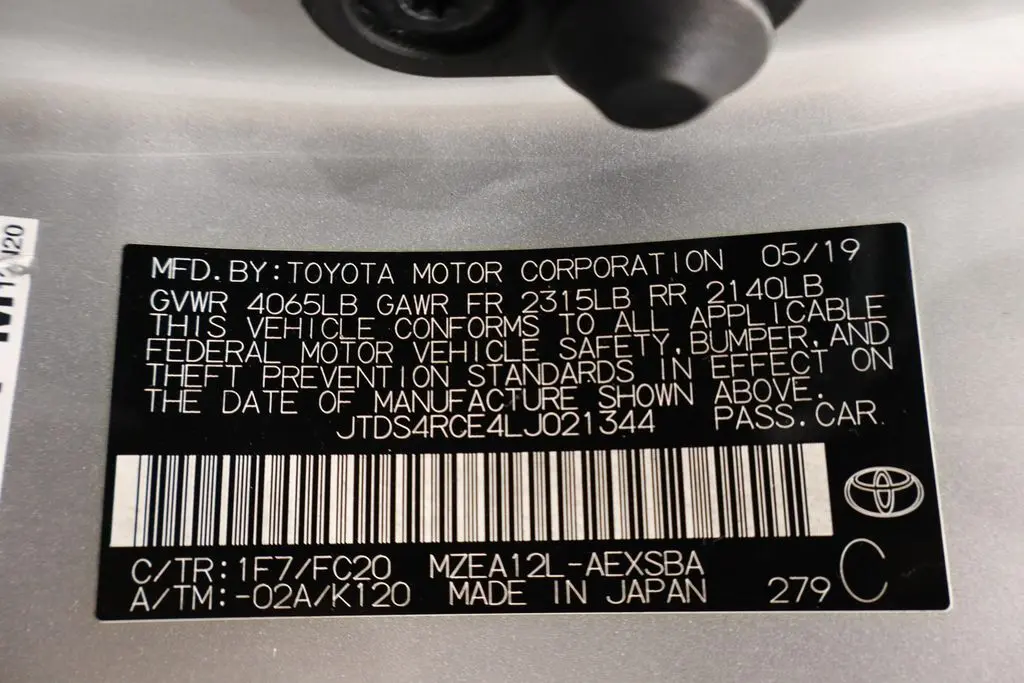 MFD.BY:TOYOTA MOTOR CORPORATION 05/19
GVWR 4065LB GAWR FR 2315LB RR 2140LB
THIS VEHICLE CONFORMS TO ALL APPLICABLE
FEDERAL MOTOR VEHICLE SAFETY,BUMPER,AND
THEFT PREVENTION STANDARDS IN EFFECT ON
THE DATE OF MANUFACTURE SHOWN ABOVE.
JTDS4RCE4LJ021344 PASS.CAR
C/TR:1F7/FC20 MZEA12L-AEXSBA
A/TM:-02A/K120 MADE IN JAPAN 279 C